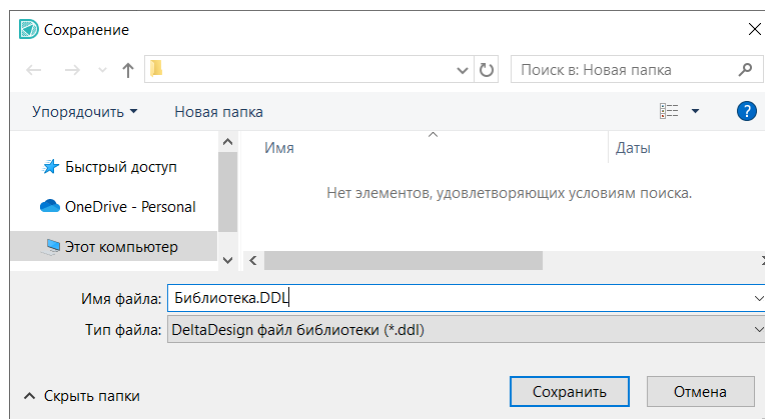 Сохранение
Поиск в: Новая папка
Упорядочить Новая папка
?
Имя Даты
Быстрый доступ
Нет элементов, удовлетворяющих условиям поиска.
OneDrive - Personal
Этот компьютер
Имя файла: Библиотека.DDL
Тип файла: DeltaDesign файл библиотеки (*.ddl)
Скрыть папки Сохранить Отмена